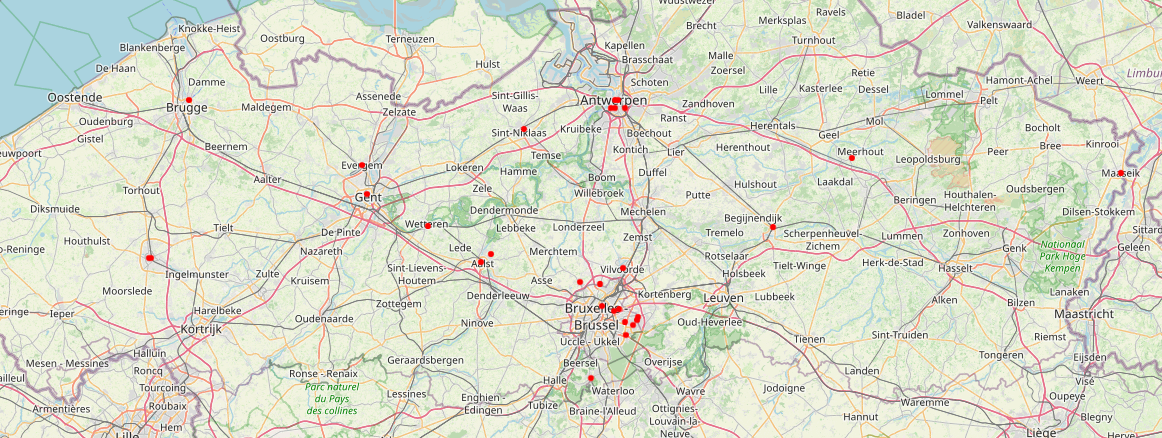 Woustwezer
Ravels
Bladel
Knokke-Heist
Brecht
Merksplas
Valkenswaard
Oostburg
Terneuzen
Kapellen
Turnhout
Blankenberge
Brasschaat
Malle
Hulst
Zoersel
De Haan
Damme
Schoten
Retie
Hamont-Achel
Weert
Limbu
Lille
Kasterlee
Dessel
Oostende
Assenede
Sint-Gillis-
Waas
Lommel
Pelt
Brugge
Maldegem
Antwerpen
Zandhoven
Zelzate
Oudenburg
Ranst
Mol
Gistel
Sint-Niklaas
Kruibeke
Boechout
Herentals
Geel
Bocholt
Beernem
Kontich
Lier
Herenthout
Peer
Bree
Kinrooi
euwpoort
Temse
Meerhout
Leopoldsburg
Evergem
Lokeren
Hamme
Duffel
Maaseik
Aalter
Boom
Laakdal
Torhout
Zele
Willebroek
Putte
Hulshout
Oudsbergen
Gent
Houthalen-
Helchteren
Beringen
Diksmuide
Dendermonde
Mechelen
Begijnendijk
Dilsen-Stokkem
Tielt
Wetteren
Lebbeke
Londerzeel
Tremelo
Scherpenheuvel-
Zichem
Lummen
Zonhoven
Sittard
Houthulst
De Pinte
Zemst
o-Reninge
Nazareth
Lede
Merchtem
Rotselaar
Genk
Nationaal
Park Hoge
Kempen
Geleen
Aalst
Tielt-Winge
Herk-de-Stad
Hasselt
Ingelmunster
Zulte
Sint-Lievens-
Houtem
Vilvoorde
Holsbeek
Kruisem
Asse
Moorslede
Denderleeuw
Kortenberg
Leuven
Lubbeek
Lanaken
Zottegem
Alken
Bilzen
eringe
Ieper
Harelbeke
Bruxelles
Brussel
Maastricht
Oudenaarde
Ninove
Oud-Heverlee
Kortrijk
Sint-Truiden
Riemst
Uccle - Ukkel
Tienen
Halluin
Geraardsbergen
Tongeren
Eijsden
Mesen - Messines
Beersel
Overijse
Roncq
Ronse - Renaix
Landen
Visé
ailleul
Halle
Tourcoing
Parc naturel
du Pays
des collines
Lessines
Waterloo
Wavre
Jodoigne
Oupeye
Enghien -
Edingen
Tubize
Waremme
Armentières
Roubaix
Braine-l'Alleud
Ottignies-
Louvain-la-
Neuve
Hannut
Blegny
Hem
Lille
Liège
Herve